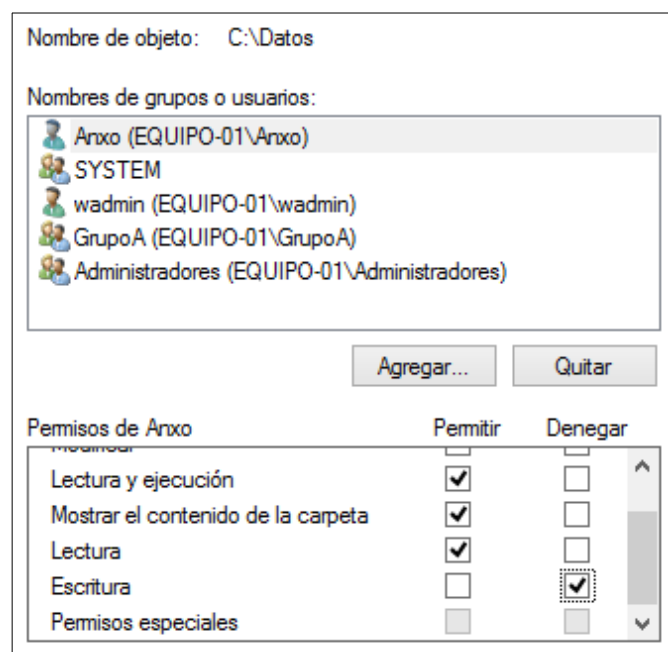 Nombre de objeto: C:\Datos
Nombres de grupos o usuarios:
Anxo (EQUIPO-01\Anxo)
SYSTEM
wadmin (EQUIPO-01\wadmin)
GrupoA (EQUIPO-01\GrupoA)
Administradores (EQUIPO-01\Administradores)
Agregar... Quitar
Permisos de Anxo Permitir Denegar
Modificar
Lectura y ejecución
Mostrar el contenido de la carpeta
Lectura
Escritura
Permisos especiales